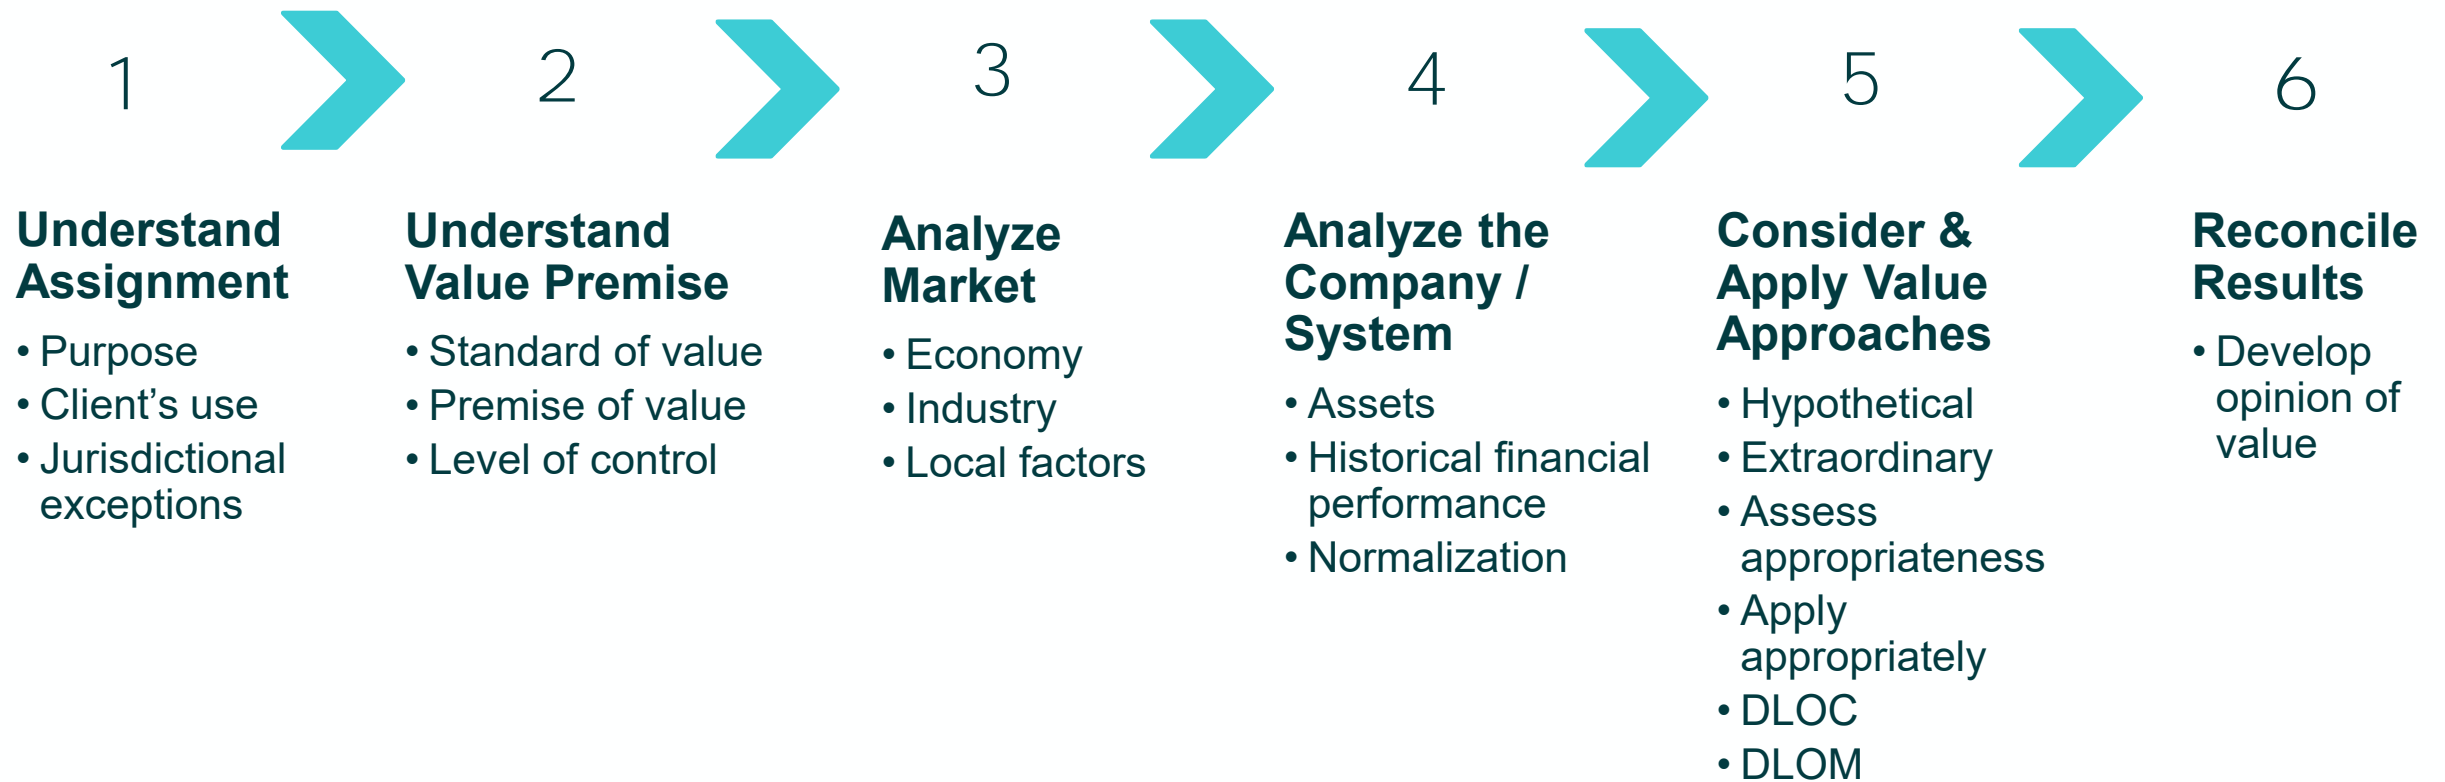 1
2
3
4
5
6
Understand
Assignment
• Purpose
• Client’s use
• Jurisdictional
exceptions
Understand
Value Premise
• Standard of value
• Premise of value
• Level of control
Analyze
Market
• Economy
• Industry
• Local factors
Analyze the
Company /
System
• Assets
• Historical financial
performance
• Normalization
Consider &
Apply Value
Approaches
• Hypothetical
• Extraordinary
• Assess
appropriateness
• Apply
appropriately
• DLOC
• DLOM
Reconcile
Results
• Develop
opinion of
value